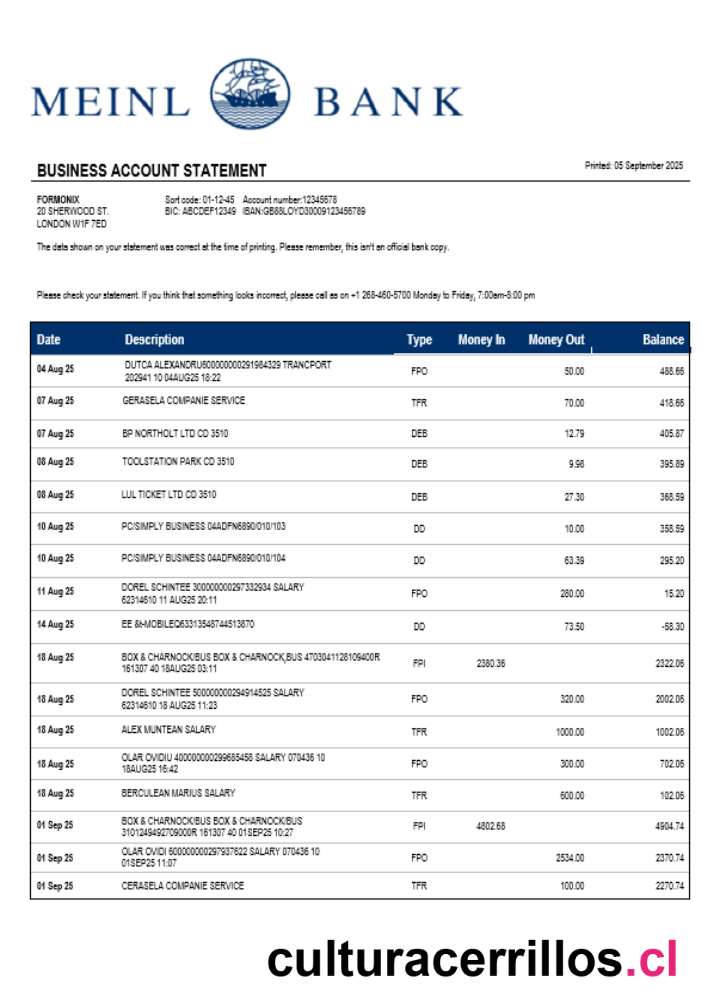 MEINL BANK
BUSINESS ACCOUNT STATEMENT
Printed: 05 September 2025
FORMONIX
20 SHERWOOD ST.
LONDON W1F 7ED
Sort code: 01-12-45 Account number:12345678
BIC: ABCDEF12349 IBAN:GB88LOYD30009123456789
The data shown on your statement was correct at the time of printing. Please remember, this isn't an official bank copy.
Please check your statement. If you think that something looks incorrect, please call as on +1 268-460-5700 Monday to Friday, 7:00am-8:00 pm
Date Description Type Money In Money Out Balance
04 Aug 25 DUTCA ALEXANDRU600000000291984329 TRANCPORT
202941 10 04AUG25 18:22 FPO 50.00 488.66
07 Aug 25 GERASELA COMPANIE SERVICE TFR 70.00 418.66
07 Aug 25 BP NORTHOLT LTD CD 3510 DEB 12.79 405.87
08 Aug 25 TOOLSTATION PARK CD 3510 DEB 9.98 395.89
08 Aug 25 LUL TICKET LTD CD 3510 DEB 27.30 368.59
10 Aug 25 PC/SIMPLY BUSINESS 04ADFN6890/010/103 DD 10.00 358.59
10 Aug 25 PC/SIMPLY BUSINESS 04ADFN6890/010/104 DD 63.39 295.20
11 Aug 25 DOREL SCHINTEE 300000000297332934 SALARY
62314610 11 AUG25 20:11 FPO 280.00 15.20
14 Aug 25 EE &t-MOBILEQ63313548744513870 DD 73.50 -58.30
18 Aug 25 BOX & CHARNOCK/BUS BOX & CHARNOCK,BUS 4703041128109400R
161307 40 18AUG25 03:11 FPI 2380.36 2322.06
18 Aug 25 DOREL SCHINTEE 500000000294914525 SALARY
62314610 18 AUG25 11:23 FPO 320.00 2002.06
18 Aug 25 ALEX MUNTEAN SALARY TFR 1000.00 1002.06
18 Aug 25 OLAR OVIDIU 400000000299685458 SALARY 070436 10
18AUG25 16:42 FPO 300.00 702.06
18 Aug 25 BERCULEAN MARIUS SALARY TFR 600.00 102.06
01 Sep 25 BOX & CHARNOCK/BUS BOX & CHARNOCK/BUS
3101249492709000R 161307 40 01SEP25 10:27 FPI 4802.68 4904.74
01 Sep 25 OLAR OVIDI 600000000297937622 SALARY 070436 10
01SEP25 11:07 FPO 2534.00 2370.74
01 Sep 25 CERASELA COMPANIE SERVICE TFR 100.00 2270.74
culturacerrillos.cl